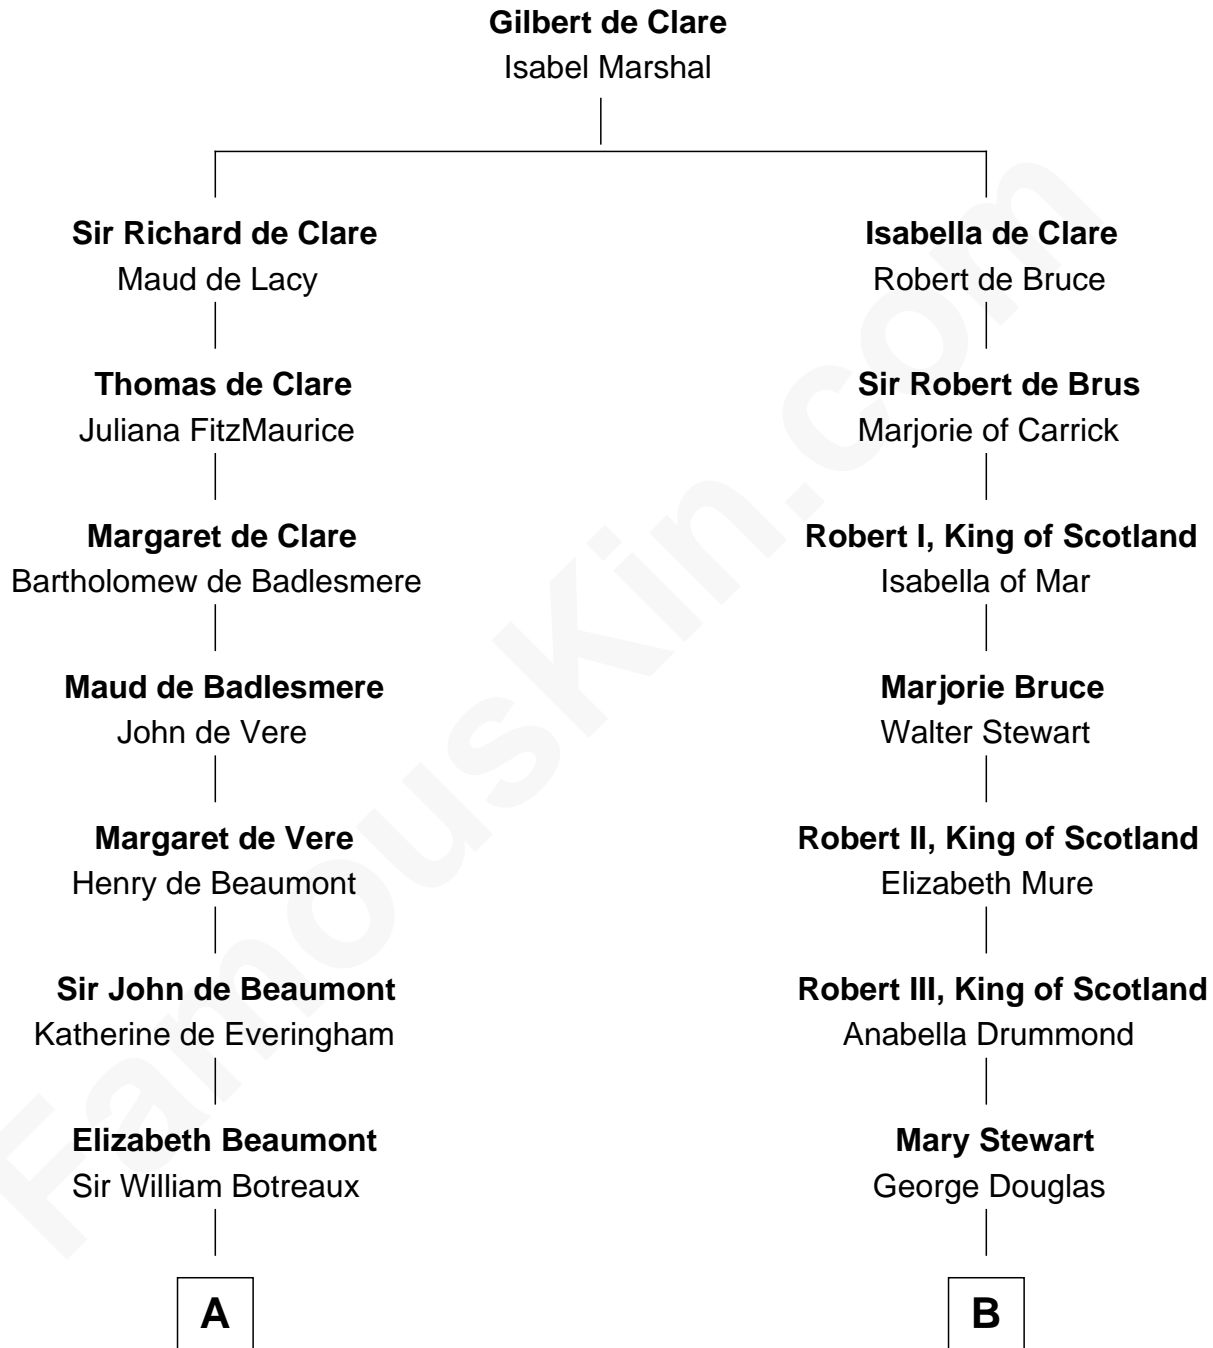 Gilbert de Clare
Isabel Marshal
Sir Richard de Clare
Maud de Lacy
Thomas de Clare
Juliana FitzMaurice
Margaret de Clare
Bartholomew de Badlesmere
Maud de Badlesmere
John de Vere
Margaret de Vere
Henry de Beaumont
Sir John de Beaumont
Katherine de Everingham
Elizabeth Beaumont
Sir William Botreaux
A
Isabella de Clare
Robert de Bruce
Sir Robert de Brus
Marjorie of Carrick
Robert I, King of Scotland
Isabella of Mar
Marjorie Bruce
Walter Stewart
Robert II, King of Scotland
Elizabeth Mure
Robert III, King of Scotland
Anabella Drummond
Mary Stewart
George Douglas
B
FamousKin.com